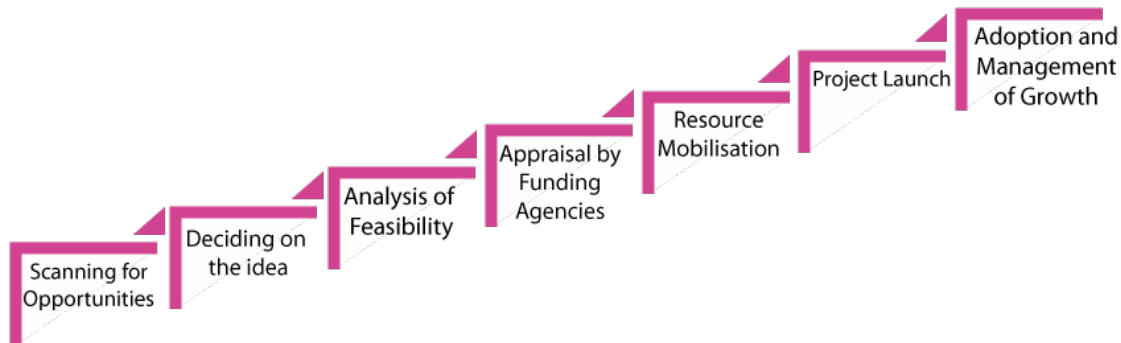 Scanning for
Opportunities
Deciding on
the idea
Analysis of
Feasibility
Appraisal by
Funding
Agencies
Resource
Mobilisation
Project Launch
Adoption and
Management
of Growth